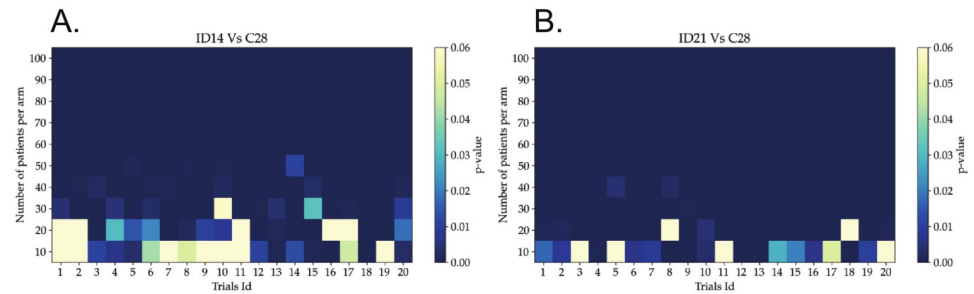 A.
ID14 Vs C28
Number of patients per arm
100
90
80
70
60
50
40
30
20
10
1 2 3 4 5 6 7 8 9 10 11 12 13 14 15 16 17 18 19 20
Trials Id
0.06
0.05
0.04
0.03
0.02
0.01
0.00
p-value
B.
ID21 Vs C28
Number of patients per arm
100
90
80
70
60
50
40
30
20
10
1 2 3 4 5 6 7 8 9 10 11 12 13 14 15 16 17 18 19 20
Trials Id
0.06
0.05
0.04
0.03
0.02
0.01
0.00
p-value